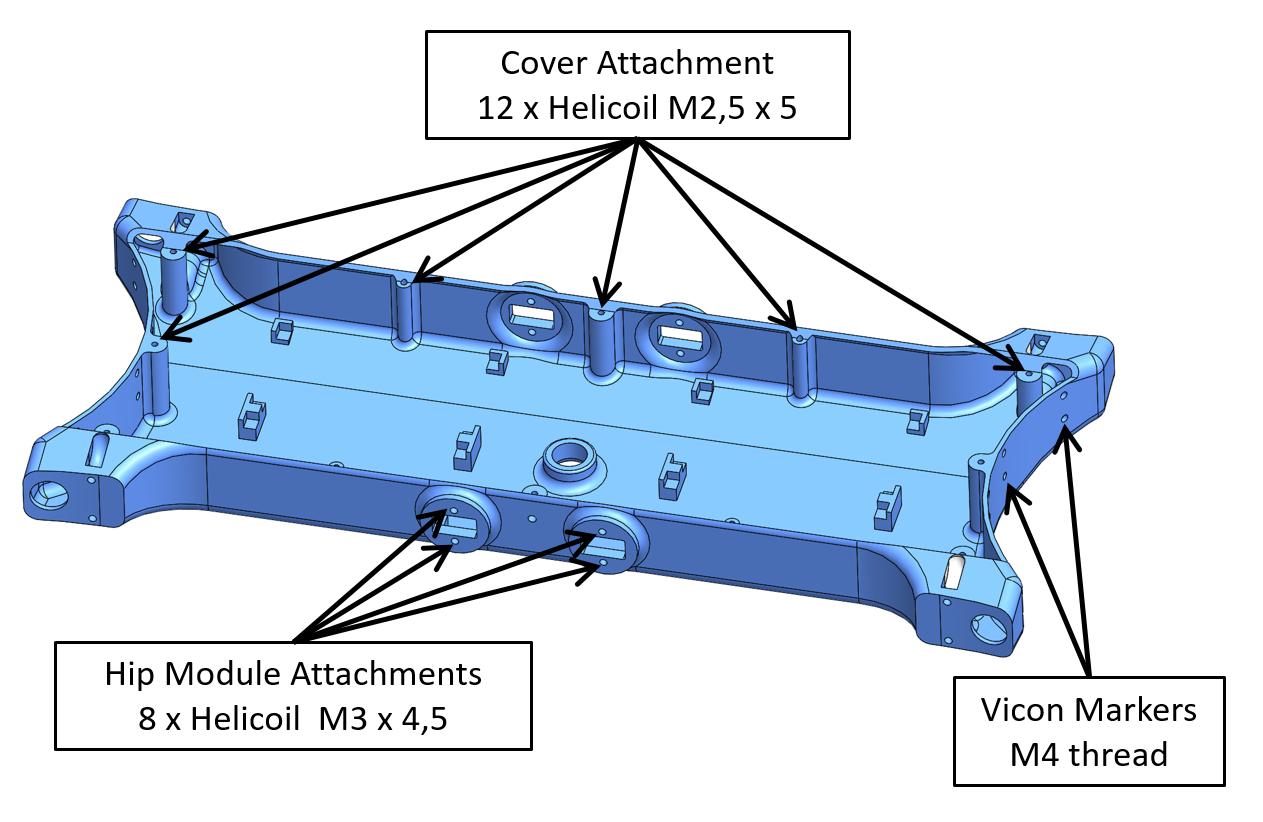 Cover Attachment
12 x Helicoil M2,5 x 5
Hip Module Attachments
8 x Helicoil  M3 x 4,5
Vicon Markers
M4 thread